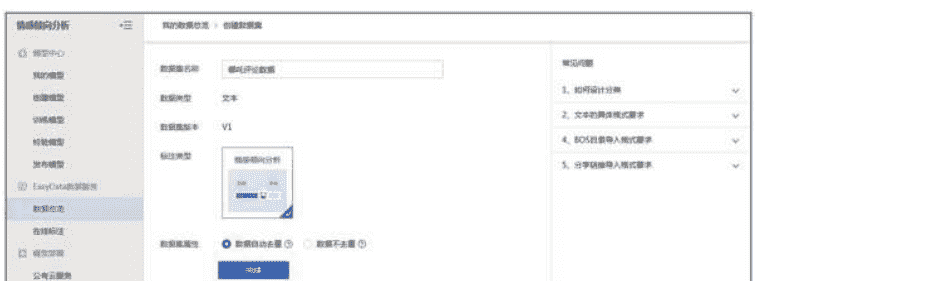 情感倾向分析
我的数据总览 > 创建数据集
模型中心
我的模型
创建模型
训练模型
校验模型
发布模型
EasyData数据服务
数据总览
在线标注
公有云服务
数据集名称
哪吒评论数据
数据类型
文本
数据集版本
V1
标注类型
情感倾向分析
数据集属性
数据自动去重
数据不去重
创建
常见问题
1、如何设计分类
2、文本的具体格式要求
4、BOS目录导入格式要求
5、分享链接导入格式要求